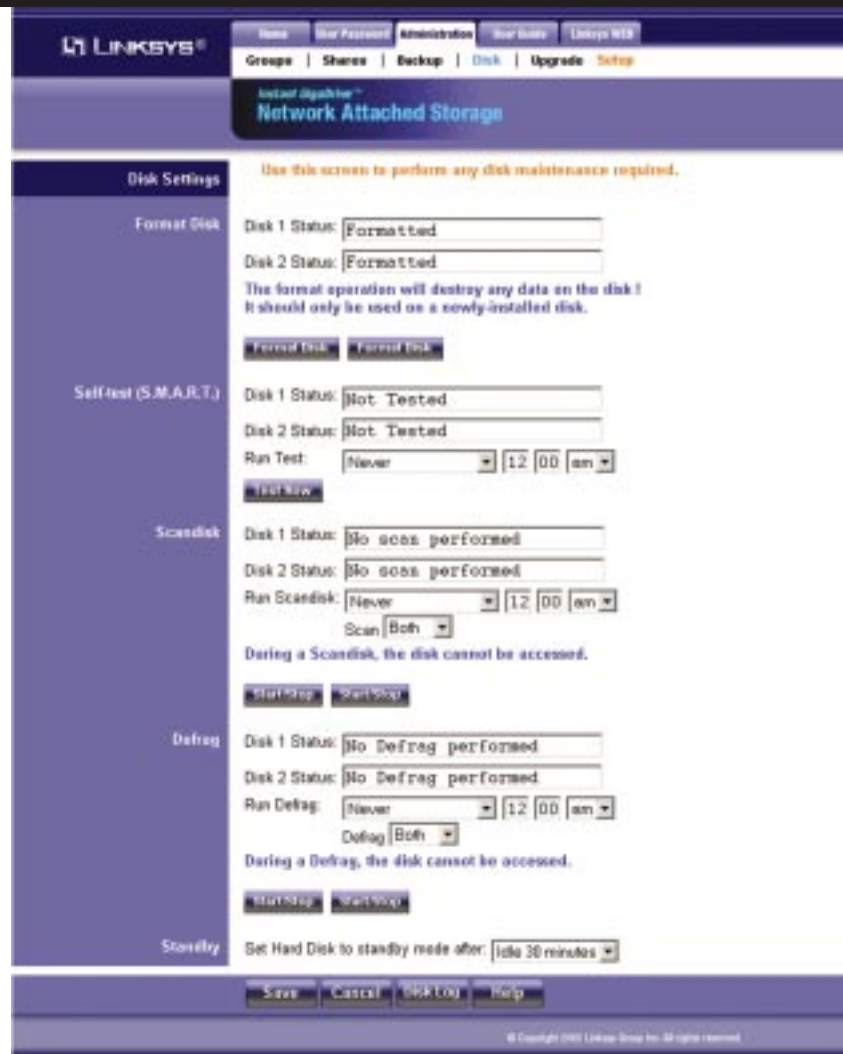 LINKSYS®
Home User Password Administration User Guide Linksys WEB
Groups | Shares | Backup | Disk | Upgrade Setup
Instant GigaDrive™
Network Attached Storage
Disk Settings
Use this screen to perform any disk maintenance required.
Format Disk
Disk 1 Status: Formatted
Disk 2 Status: Formatted
The format operation will destroy any data on the disk !
It should only be used on a newly-installed disk.
Format Disk Format Disk
Self-test (S.M.A.R.T.)
Disk 1 Status: Not Tested
Disk 2 Status: Not Tested
Run Test: Never 12 00 am
Test Now
Scandisk
Disk 1 Status: No scan performed
Disk 2 Status: No scan performed
Run Scandisk: Never 12 00 am
Scan Both
During a Scandisk, the disk cannot be accessed.
Start/Stop Start/Stop
Defrag
Disk 1 Status: No Defrag performed
Disk 2 Status: No Defrag performed
Run Defrag: Never 12 00 am
Defrag Both
During a Defrag, the disk cannot be accessed.
Start/Stop Start/Stop
Standby
Set Hard Disk to standby mode after: Idle 30 minutes
Save Cancel Disk Log Help
© Copyright Linksys Group Inc. All rights reserved.